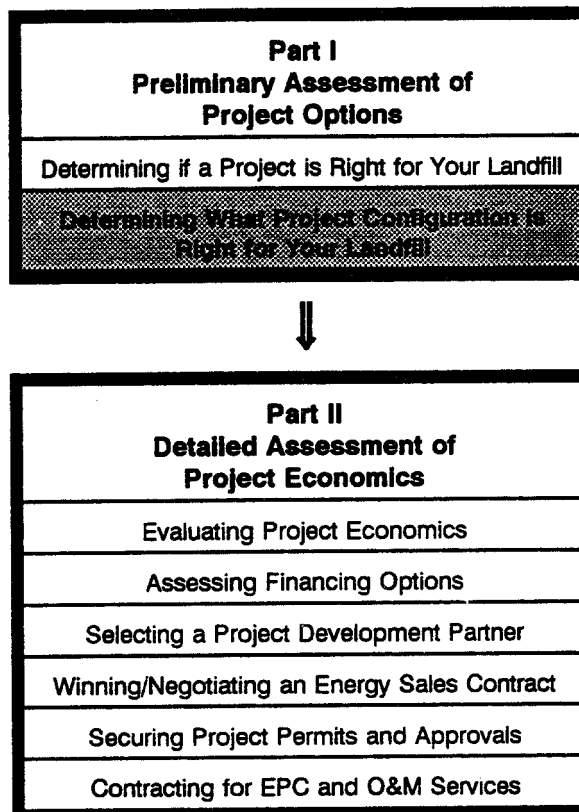 Part I
Preliminary Assessment of
Project Options
Determining if a Project is Right for Your Landfill
Determining What Project Configuration is
Right for Your Landfill
Part II
Detailed Assessment of
Project Economics
Evaluating Project Economics
Assessing Financing Options
Selecting a Project Development Partner
Winning/Negotiating an Energy Sales Contract
Securing Project Permits and Approvals
Contracting for EPC and O&M Services